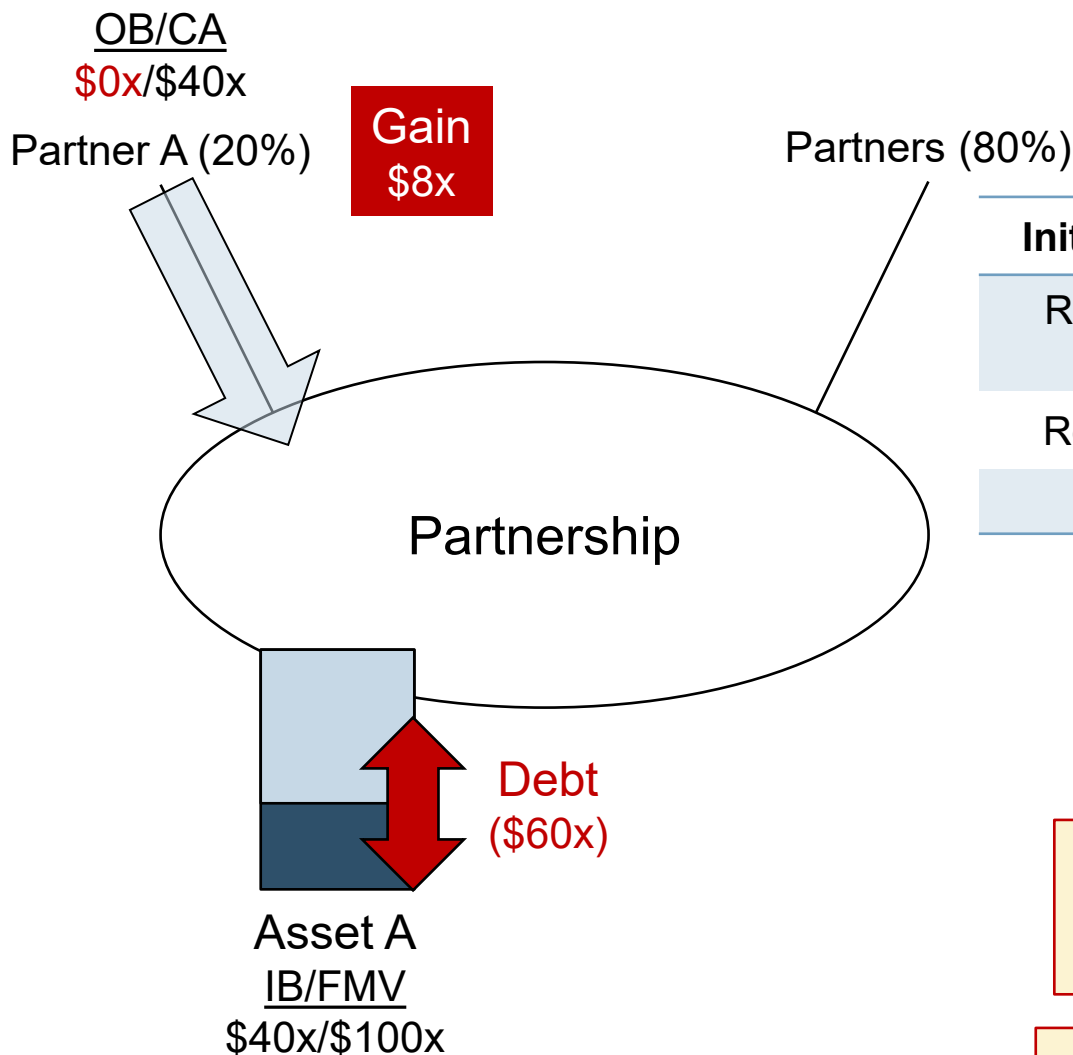 OB/CA
$0x/$40x
Partner A (20%)
Gain
$8x
Partners (80%)
Partnership
Debt
($60x)
Asset A
IB/FMV
$40x/$100x